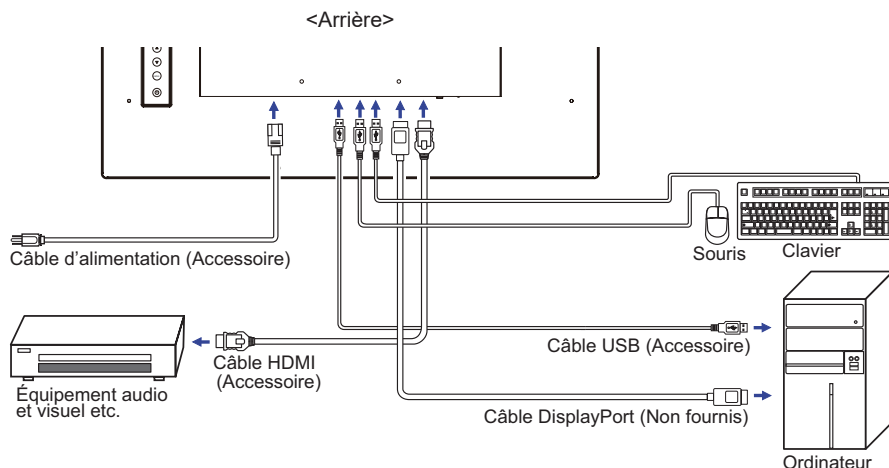 <Arrière>
Câble d'alimentation (Accessoire)
Souris
Clavier
Câble HDMI
(Accessoire)
Câble USB (Accessoire)
Équipement audio
et visuel etc.
Câble DisplayPort (Non fournis)
Ordinateur